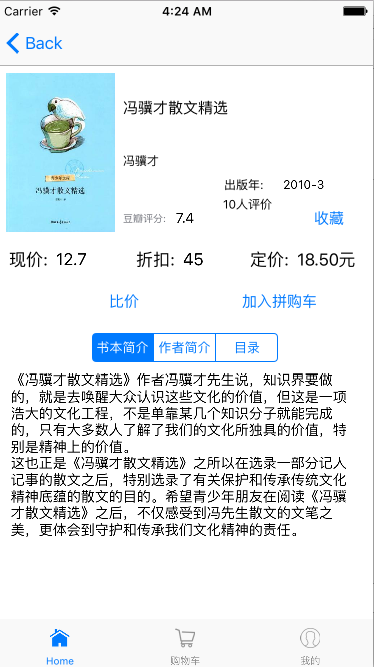 Carrier 4:24 AM
Back
冯骥才散文精选
冯骥才散文精选
冯骥才
出版年: 2010-3
10人评价
豆瓣评分: 7.4
收藏
现价: 12.7 折扣: 45 定价: 18.50元
比价 加入拼购车
书本简介 作者简介 目录
《冯骥才散文精选》作者冯骥才先生说，知识界要做
的，就是去唤醒大众认识这些文化的价值，但这是一项
浩大的文化工程，不是单靠某几个知识分子就能完成
的，只有大多数人了解了我们的文化所独具的价值，特
别是精神上的价值。
这也正是《冯骥才散文精选》之所以在选录一部分记人
记事的散文之后，特别选录了有关保护和传承传统文化
精神底蕴的散文的目的。希望青少年朋友在阅读《冯骥
才散文精选》之后，不仅感受到冯先生散文的文笔之
美，更体会到守护和传承我们文化精神的责任。
Home 购物车 我的